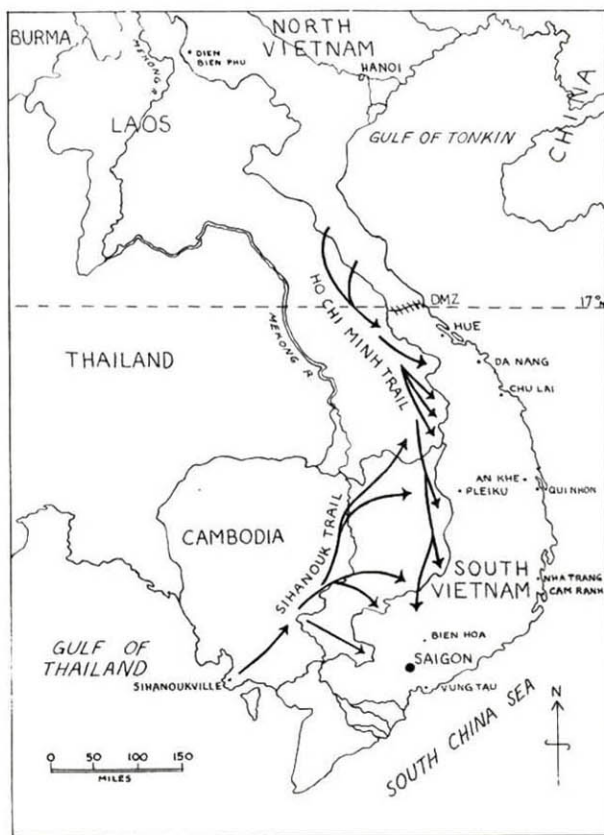 BURMA
MEKONG R
DIEN
BIEN PHU
NORTH
VIETNAM
HANOI
LAOS
GULF OF TONKIN
CHINA
HO CHI MINH TRAIL
DMZ
17°
HUE
MEKONG R
THAILAND
DA NANG
CHU LAI
AN KHE
PLEIKU
QUI NHON
CAMBODIA
SIHANOUK TRAIL
SOUTH
VIETNAM
NHA TRANG
CAM RANH
GULF OF
THAILAND
BIEN HOA
SAIGON
SIHANOUKVILLE
VUNG TAU
SOUTH CHINA SEA
N
0 50 100 150
MILES